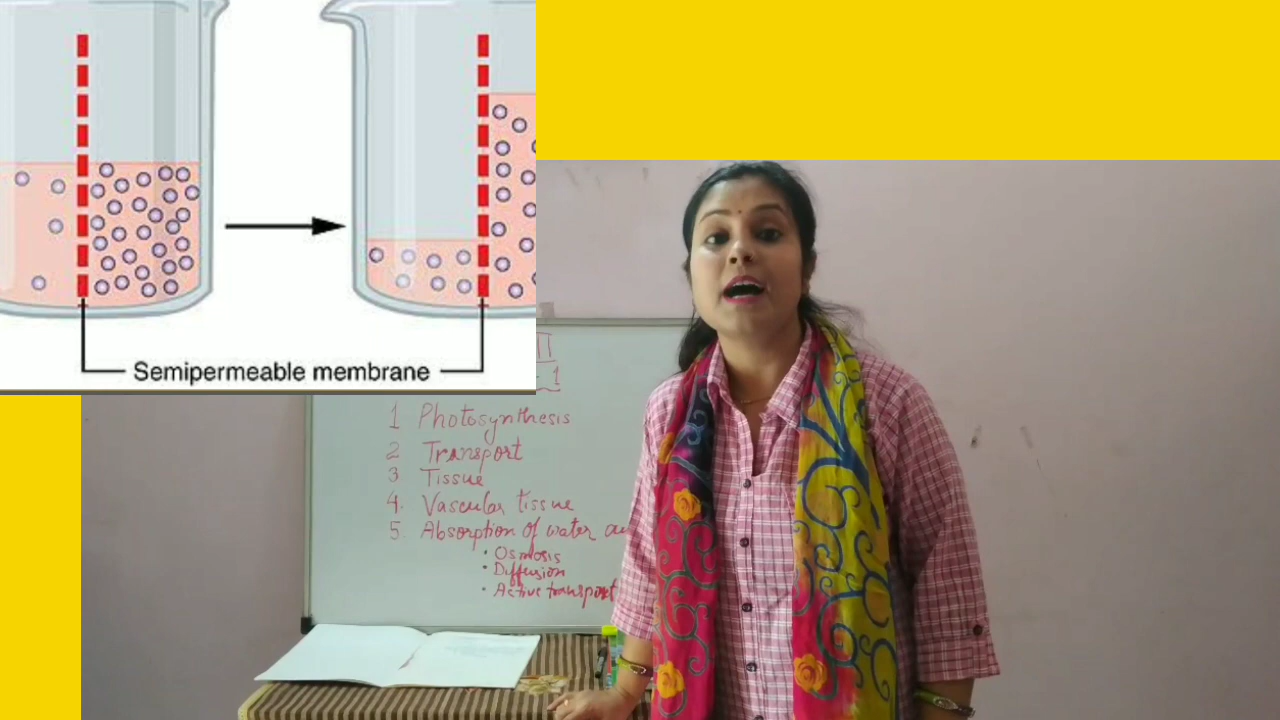 Semipermeable membrane
1
1 Photosynthesis
2 Transport
3 Tissue
4. Vascular tissue
5. Absorption of water
• Osmosis
• Diffusion
• Active transport